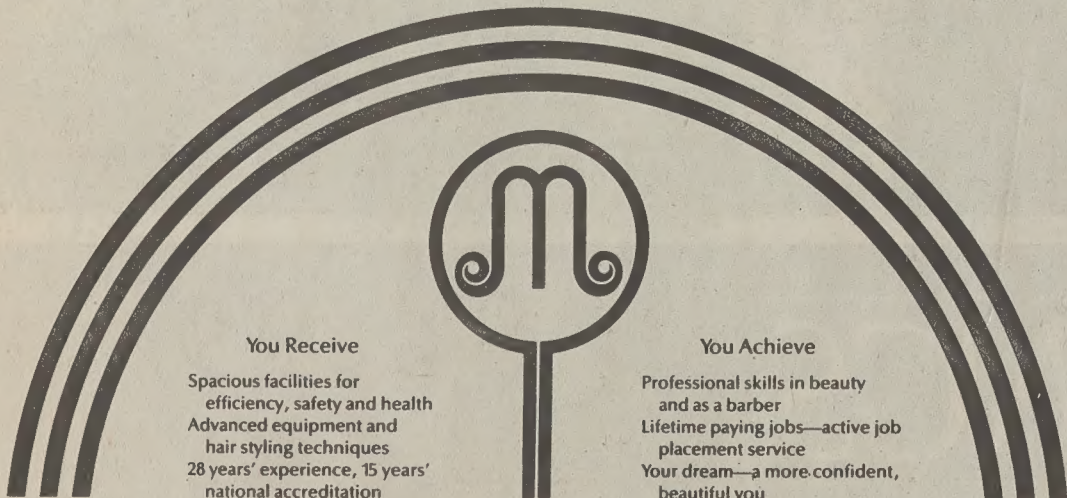 M
You Receive
Spacious facilities for
efficiency, safety and health
Advanced equipment and
hair styling techniques
28 years' experience, 15 years'
national accreditation
You Achieve
Professional skills in beauty
and as a barber
Lifetime paying jobs—active job
placement service
Your dream—a more confident,
beautiful you